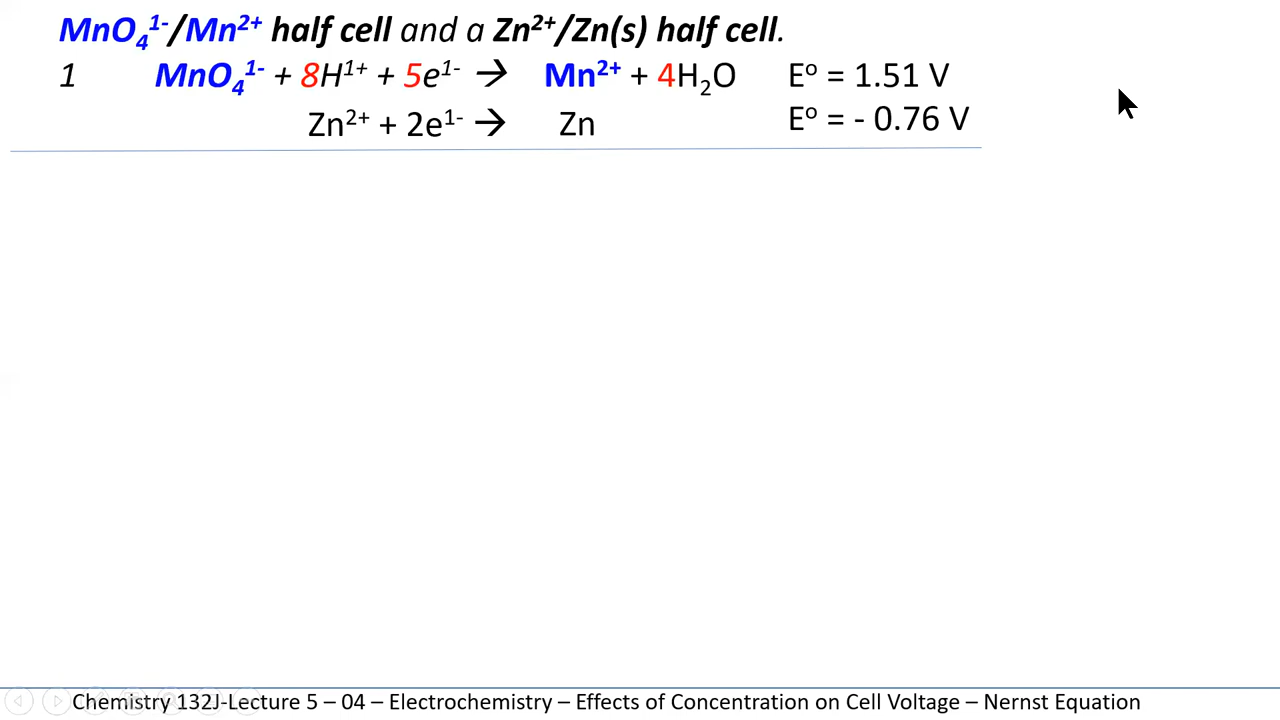 MnO₄¹⁻/Mn²⁺ half cell and a Zn²⁺/Zn(s) half cell.
1 MnO₄¹⁻ + 8H¹⁺ + 5e¹⁻ → Mn²⁺ + 4H₂O Eº = 1.51 V
Zn²⁺ + 2e¹⁻ → Zn Eº = - 0.76 V
Chemistry 132J-Lecture 5 – 04 – Electrochemistry – Effects of Concentration on Cell Voltage – Nernst Equation